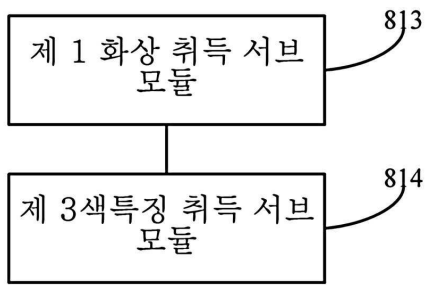 813
제 1 화상 취득 서브
모듈
814
제 3색특징 취득 서브
모듈